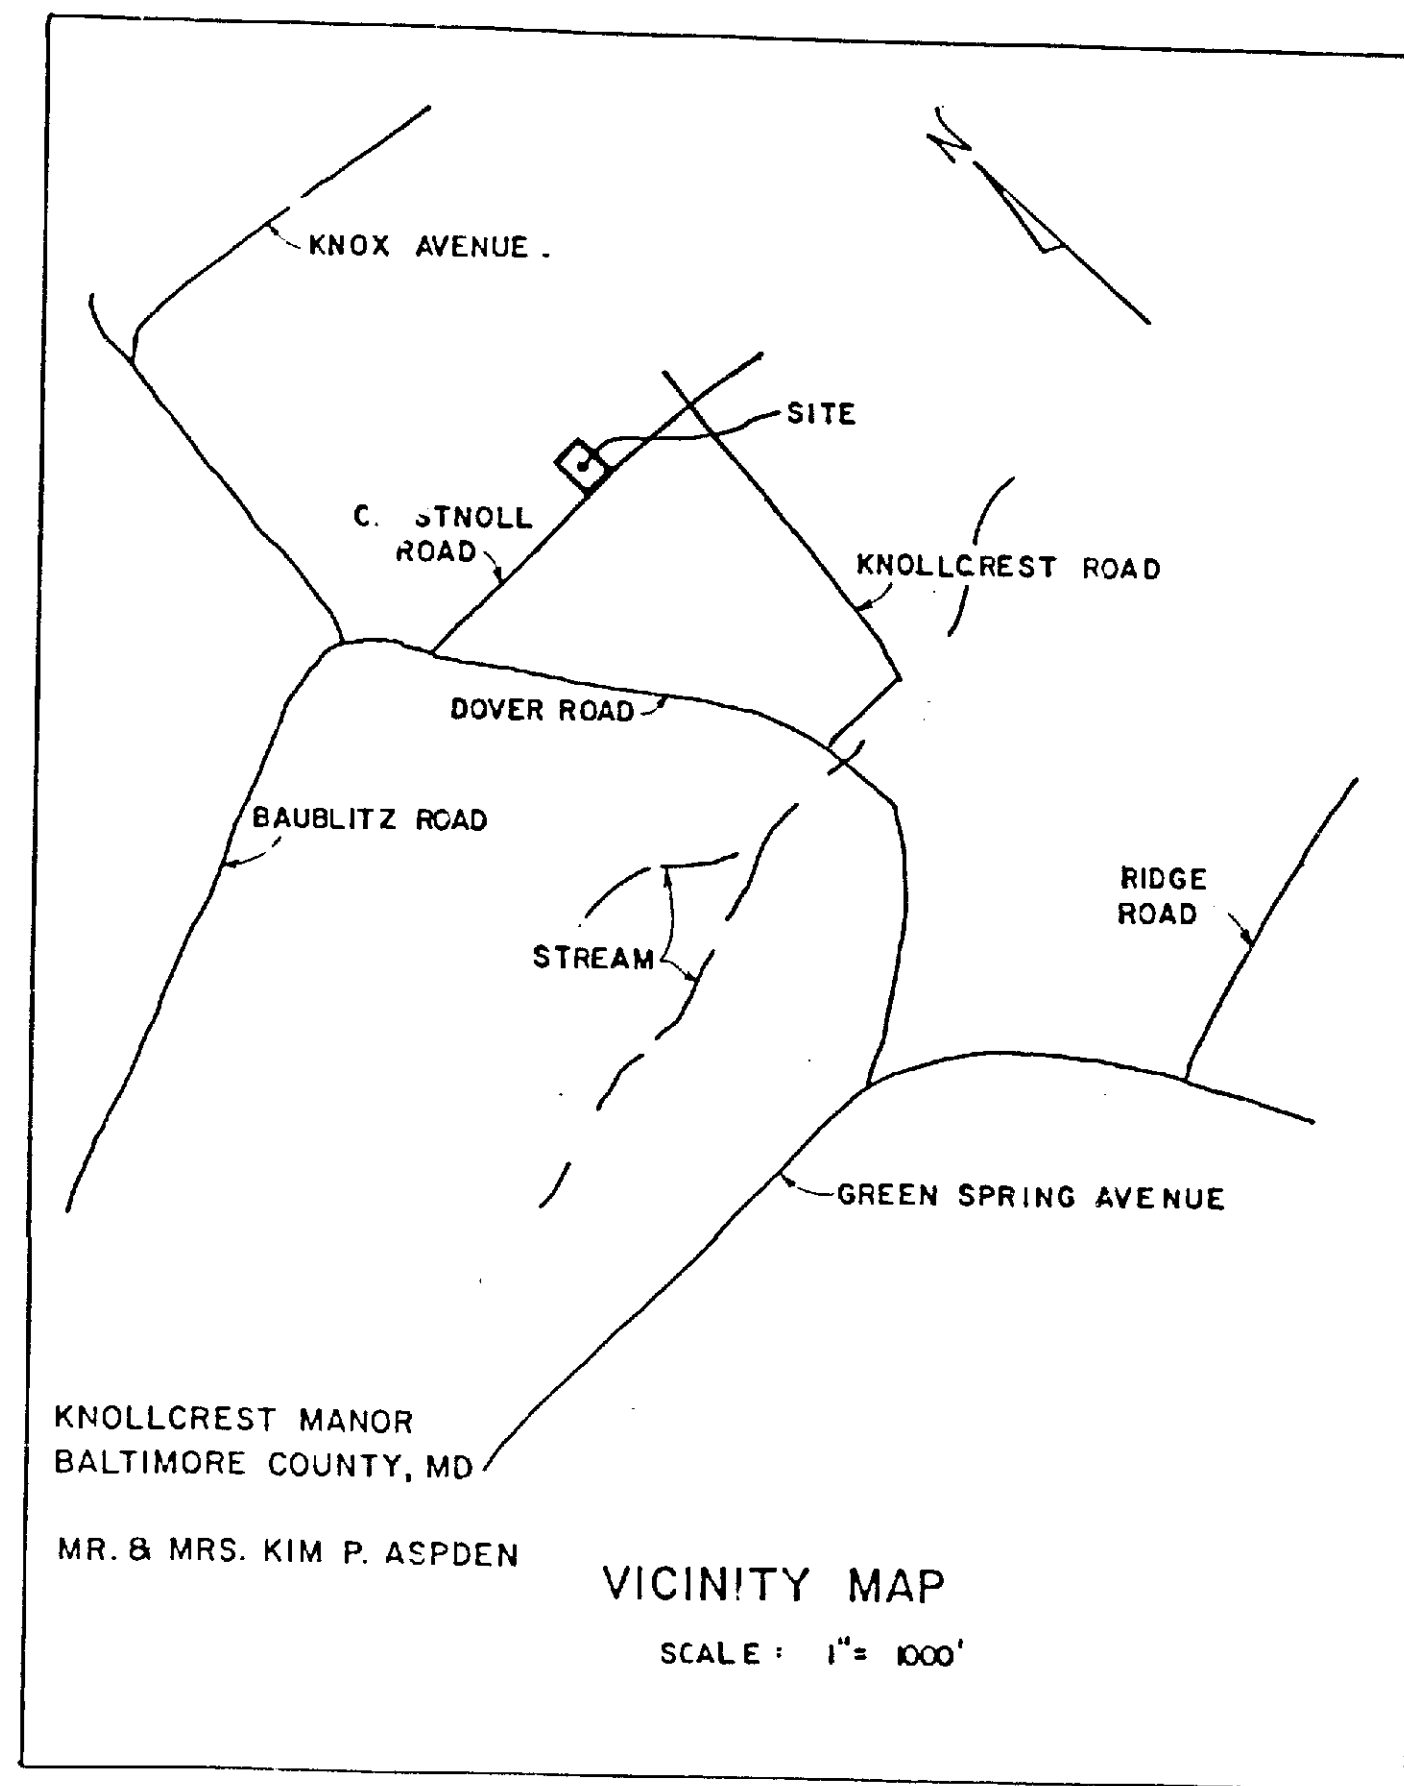 N
KNOX AVENUE
SITE
ROAD
KNOLLCREST ROAD
DOVER ROAD
BAUBLITZ ROAD
RIDGE
ROAD
STREAM
GREEN SPRING AVENUE
KNOLLCREST MANOR
BALTIMORE COUNTY, MD
MR. & MRS. KIM P. ASPDEN
VICINITY MAP
SCALE : 1"= 1000'